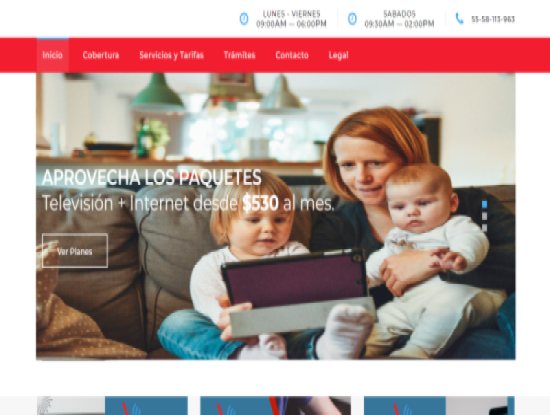 LUNES - VIERNES
09:00AM — 06:00PM
SABADOS
09:30AM — 02:00PM
55-58-113-963
Inicio
Cobertura
Servicios y Tarifas
Trámites
Contacto
Legal
APROVECHA LOS PAQUETES
Televisión + Internet desde $530 al mes.
Ver Planes